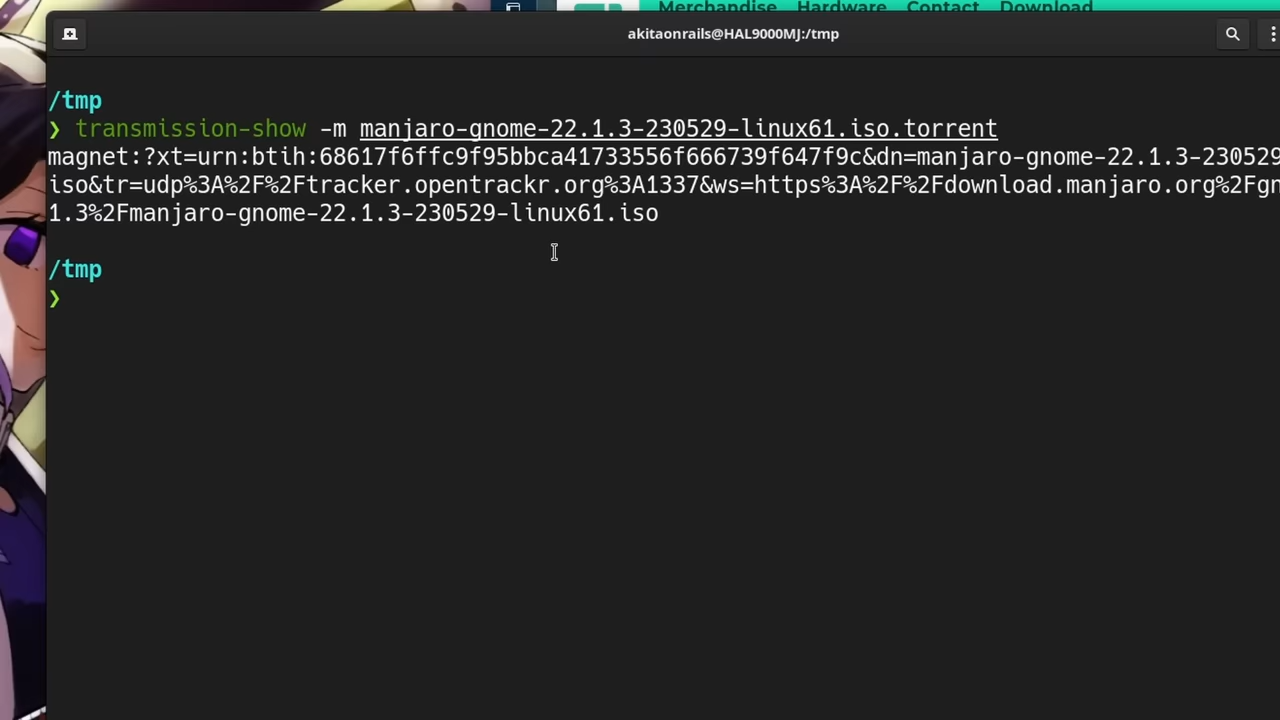 Merchandise Hardware Contact Download
akitaonrails@HAL9000MJ:/tmp
/tmp
❯ transmission-show -m manjaro-gnome-22.1.3-230529-linux61.iso.torrent
magnet:?xt=urn:btih:68617f6ffc9f95bbca41733556f666739f647f9c&dn=manjaro-gnome-22.1.3-230529
iso&tr=udp%3A%2F%2Ftracker.opentrackr.org%3A1337&ws=https%3A%2F%2Fdownload.manjaro.org%2Fgn
1.3%2Fmanjaro-gnome-22.1.3-230529-linux61.iso
/tmp
❯